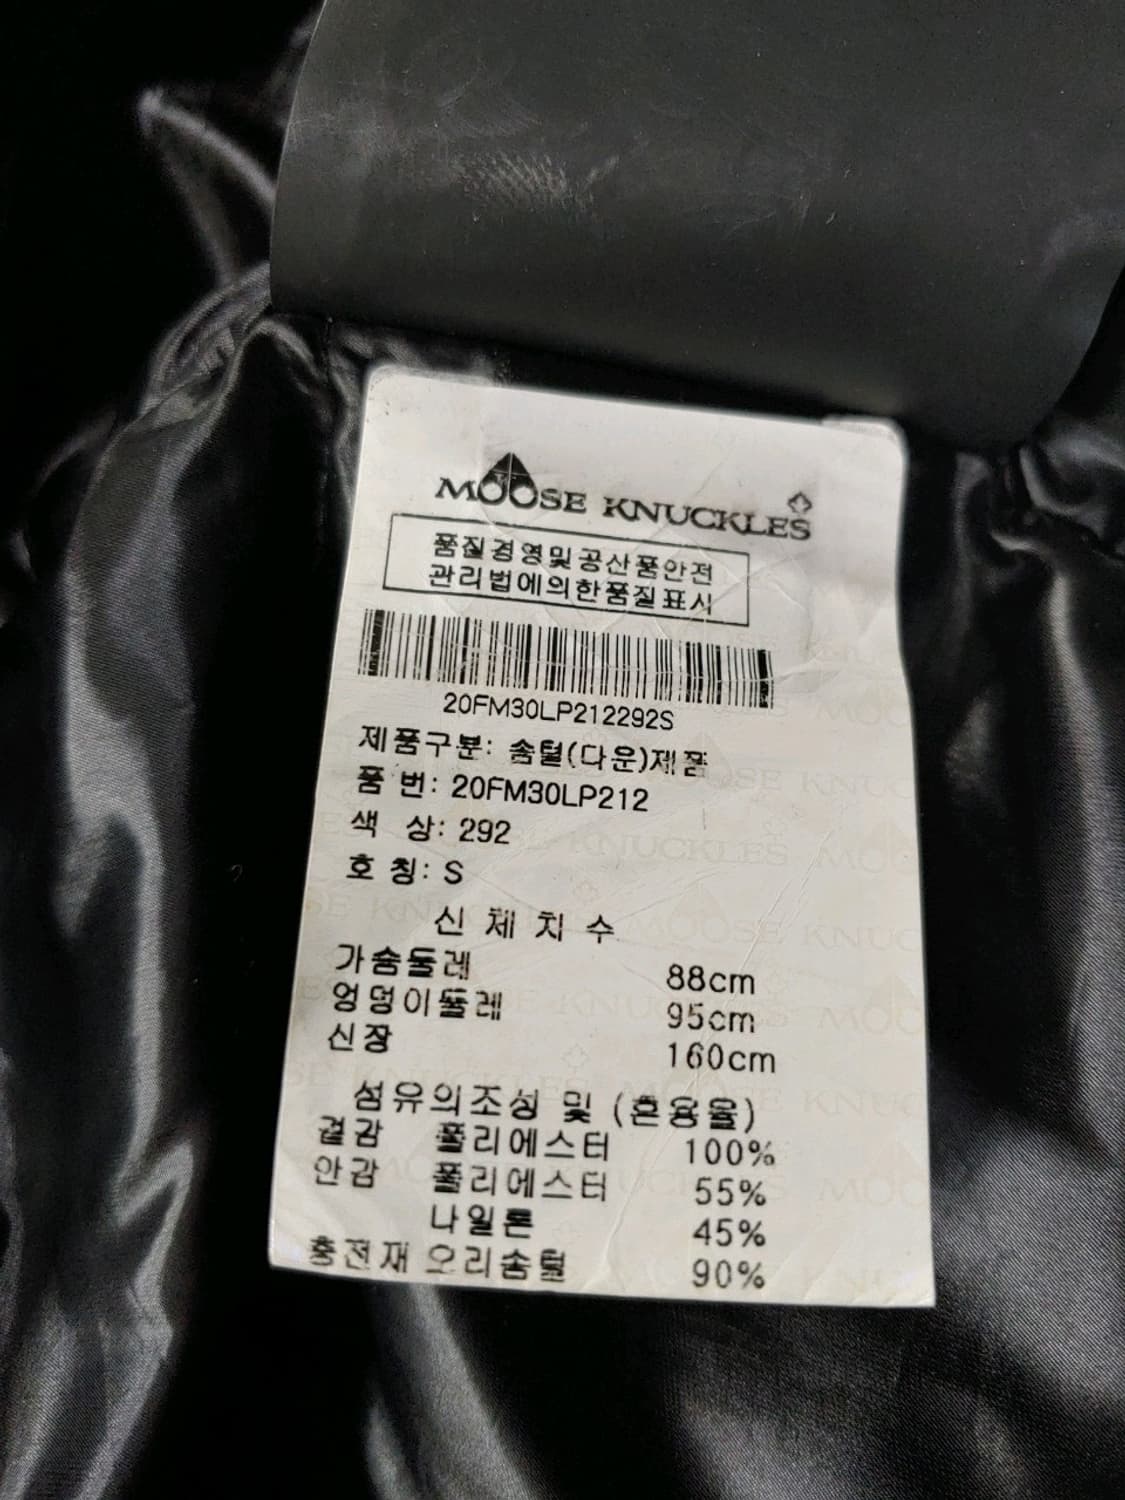 MOOSE KNUCKLES
품질경영및공산품안전
관리법에의한품질표시
20FM30LP212292S
제품구분: 솜털(다운)제품
품 번: 20FM30LP212
색 상: 292
호 칭: S
신 체 치 수
가슴둘레 88cm
엉덩이둘레 95cm
신장 160cm
섬유의조성 및 (혼용율)
겉감 폴리에스터 100%
안감 폴리에스터 55%
나일론 45%
충전재 오리솜털 90%